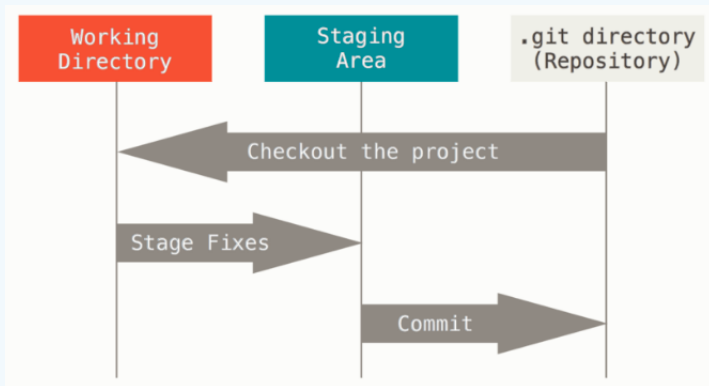 Working
Directory
Staging
Area
.git directory
(Repository)
Checkout the project
Stage Fixes
Commit